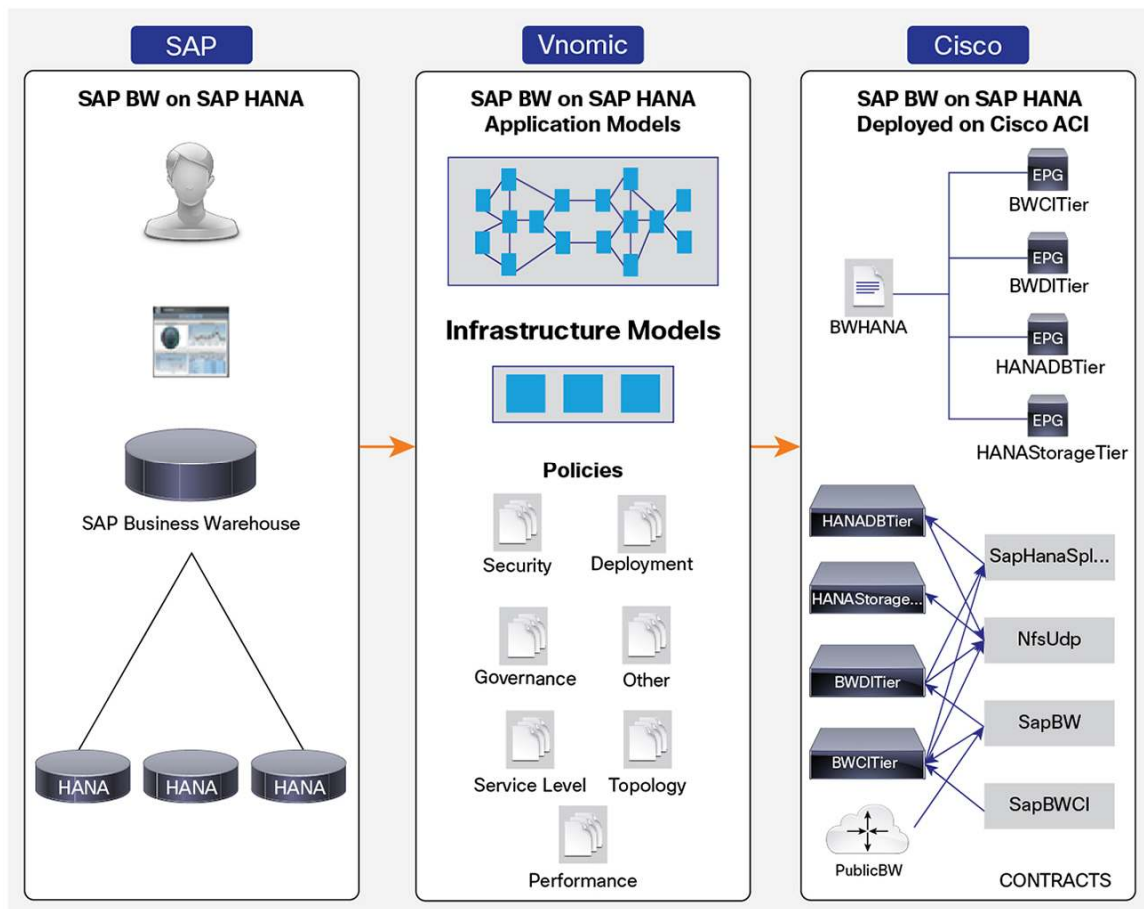 SAP
SAP BW on SAP HANA
SAP Business Warehouse
HANA
HANA
HANA
Vnomic
SAP BW on SAP HANA
Application Models
Infrastructure Models
Policies
Security
Deployment
Governance
Other
Service Level
Topology
Performance
Cisco
SAP BW on SAP HANA
Deployed on Cisco ACI
BWHANA
EPG
BWCITier
EPG
BWDITier
EPG
HANADBTier
EPG
HANAStorageTier
HANADBTier
HANAStorage...
BWDITier
BWCITier
PublicBW
SapHanaSpl...
NfsUdp
SapBW
SapBWCI
CONTRACTS